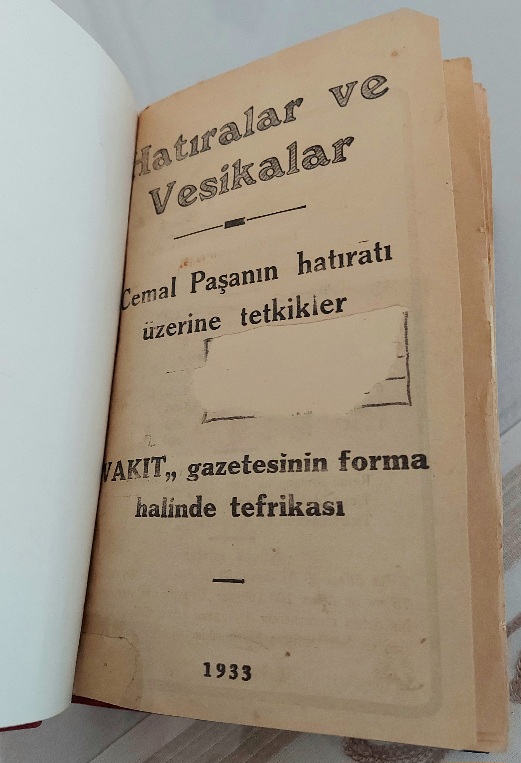 Hatıralar ve
Vesikalar
Cemal Paşanın hatıratı
üzerine tetkikler
VAKIT„ gazetesinin forma
halinde tefrikası
1933